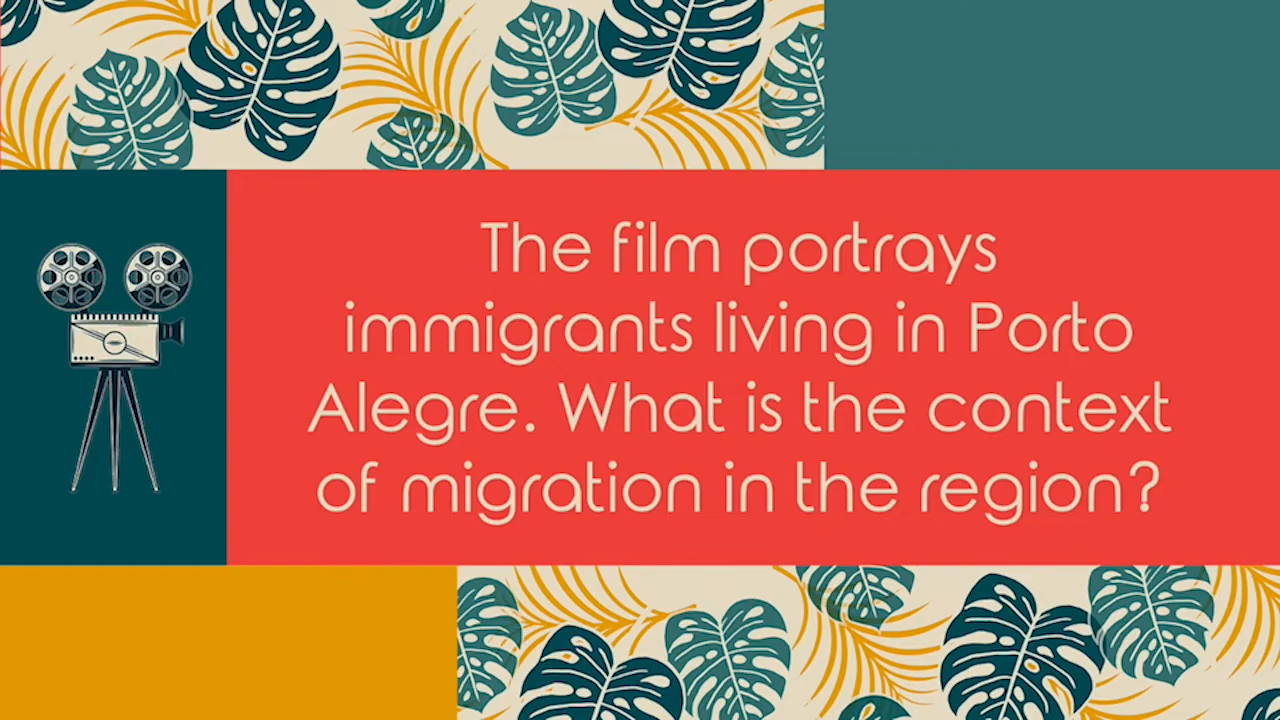 The film portrays
immigrants living in Porto
Alegre. What is the context
of migration in the region?